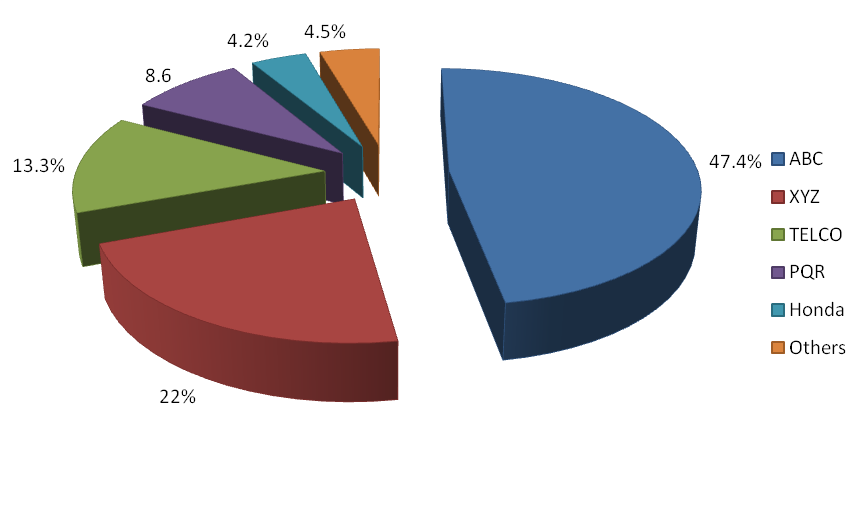 4.5%
4.2%
8.6
13.3%
47.4%
22%
ABC
XYZ
TELCO
PQR
Honda
Others